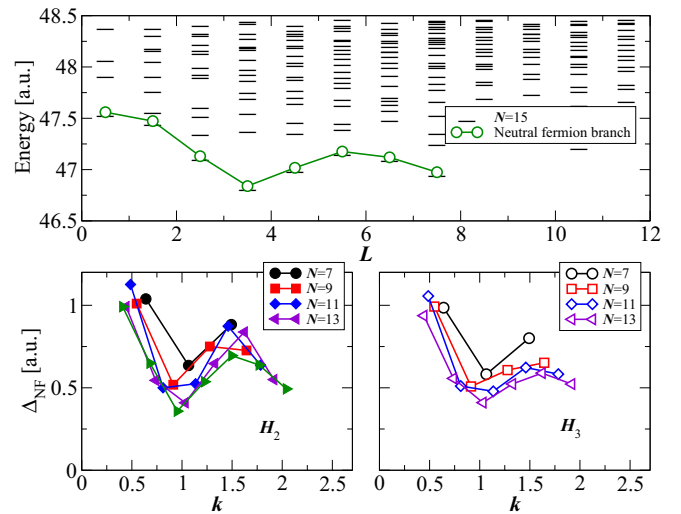 48.5
48
47.5
47
46.5
Energy [a.u.]
N=15
Neutral fermion branch
0 2 4 6 8 10 12
L
1
0.5
0
Δ_NF [a.u.]
N=7
N=9
N=11
N=13
H₂
0 0.5 1 1.5 2 2.5
k
N=7
N=9
N=11
N=13
H₃
0 0.5 1 1.5 2 2.5
k